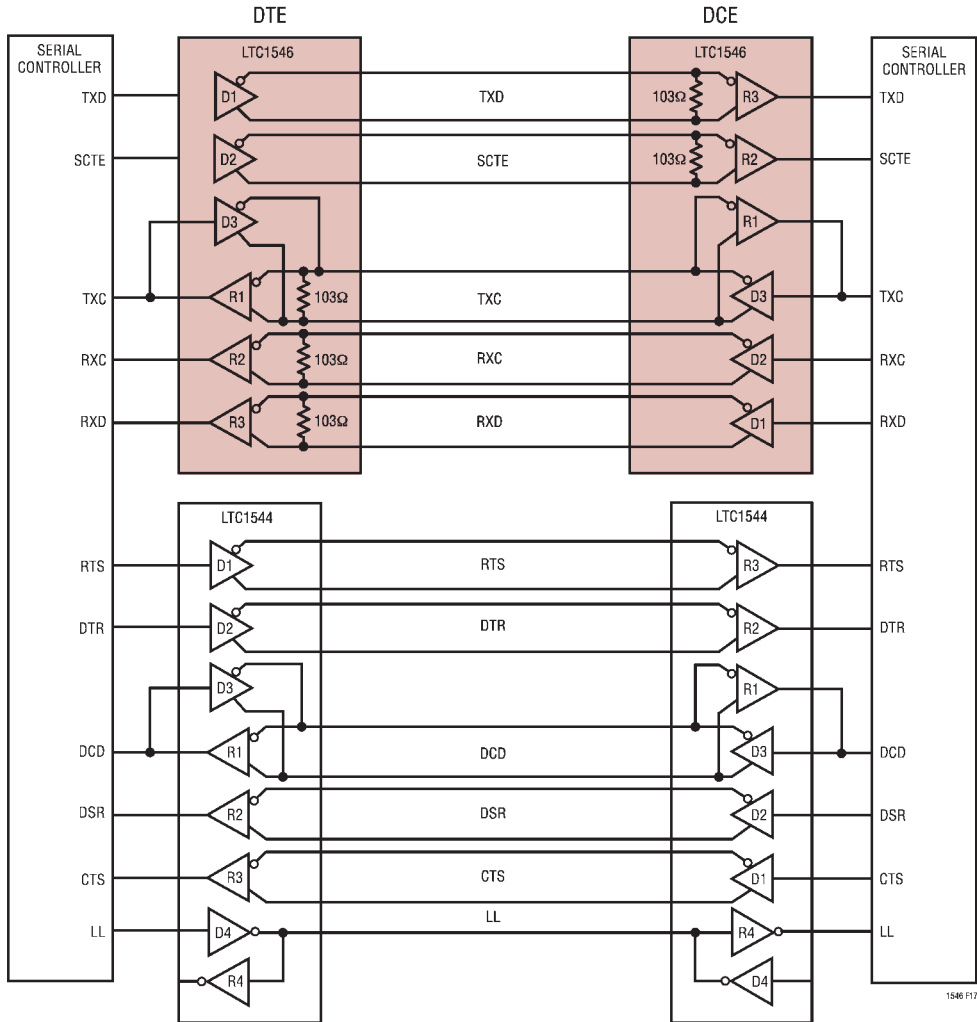 DTE
DCE
SERIAL
CONTROLLER
LTC1546
LTC1546
SERIAL
CONTROLLER
TXD
D1
TXD
103Ω
R3
TXD
SCTE
D2
SCTE
103Ω
R2
SCTE
D3
R1
TXC
R1
103Ω
TXC
D3
TXC
RXC
R2
103Ω
RXC
D2
RXC
RXD
R3
103Ω
RXD
D1
RXD
LTC1544
LTC1544
RTS
D1
RTS
R3
RTS
DTR
D2
DTR
R2
DTR
D3
R1
DCD
R1
DCD
D3
DCD
DSR
R2
DSR
D2
DSR
CTS
R3
CTS
D1
CTS
LL
D4
LL
R4
LL
R4
D4
1546 F17